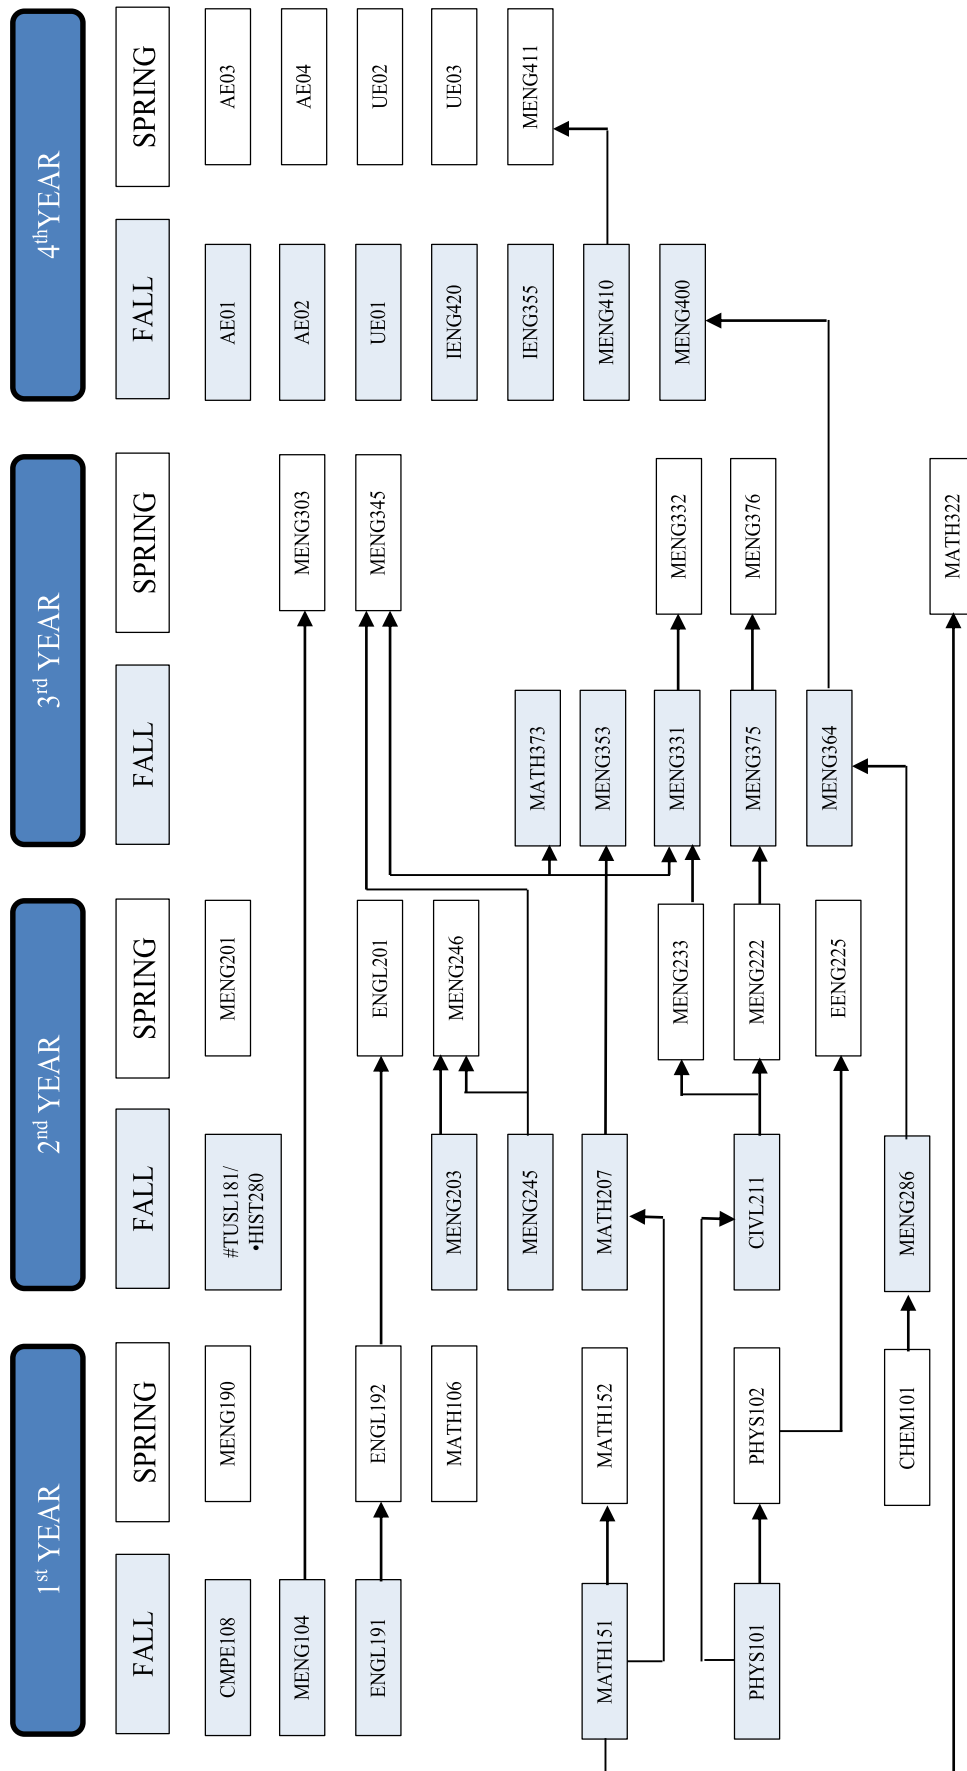 1st YEAR
2nd YEAR
3rd YEAR
4thYEAR
FALL
SPRING
FALL
SPRING
FALL
SPRING
FALL
SPRING
CMPE108
MENG190
#TUSL181/
•HIST280
MENG201
AE01
AE03
MENG104
MENG303
AE02
AE04
ENGL191
ENGL192
ENGL201
MENG345
UE01
UE02
MATH106
MENG203
MENG246
IENG420
UE03
MENG245
MATH373
IENG355
MENG411
MATH151
MATH152
MATH207
MENG353
MENG410
MENG233
MENG331
MENG332
MENG400
PHYS101
PHYS102
CIVL211
MENG222
MENG375
MENG376
EENG225
MENG364
CHEM101
MENG286
MATH322